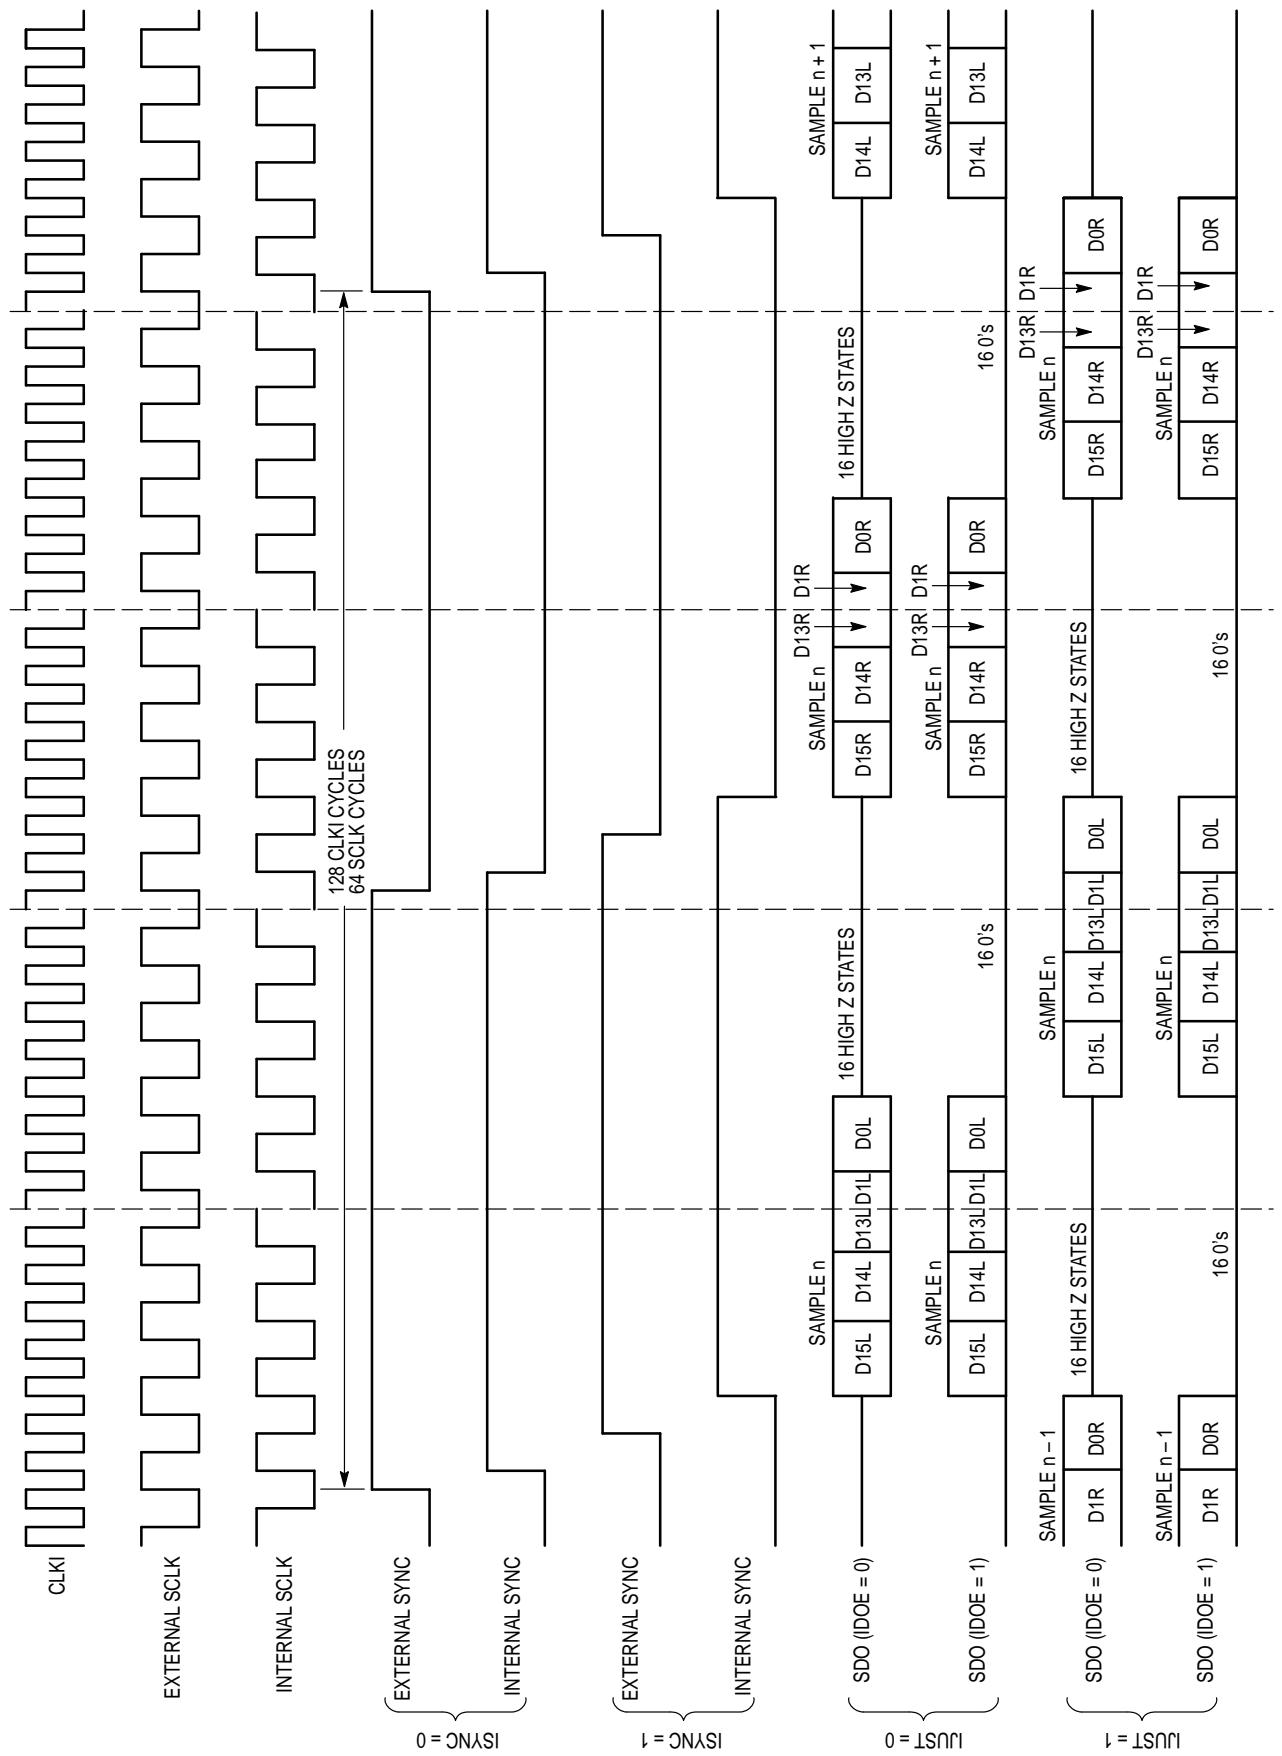 CLKI
EXTERNAL SCLK
INTERNAL SCLK
128 CLKI CYCLES
64 SCLK CYCLES
ISYNC = 0
EXTERNAL SYNC
INTERNAL SYNC
ISYNC = 1
EXTERNAL SYNC
INTERNAL SYNC
IJUST = 0
SAMPLE n
D13R D1R
SAMPLE n
SAMPLE n + 1
SDO (IDOE = 0)
D15L D14L D13L D1L D0L
16 HIGH Z STATES
D15R D14R D0R
16 HIGH Z STATES
D14L D13L
SAMPLE n
D13R D1R
SAMPLE n
SAMPLE n + 1
SDO (IDOE = 1)
D15L D14L D13L D1L D0L
16 0's
D15R D14R D0R
16 0's
D14L D13L
IJUST = 1
SAMPLE n – 1
SAMPLE n
D13R D1R
SAMPLE n
SDO (IDOE = 0)
D1R D0R
16 HIGH Z STATES
D15L D14L D13L D1L D0L
16 HIGH Z STATES
D15R D14R D0R
SAMPLE n – 1
SAMPLE n
D13R D1R
SAMPLE n
SDO (IDOE = 1)
D1R D0R
16 0's
D15L D14L D13L D1L D0L
16 0's
D15R D14R D0R